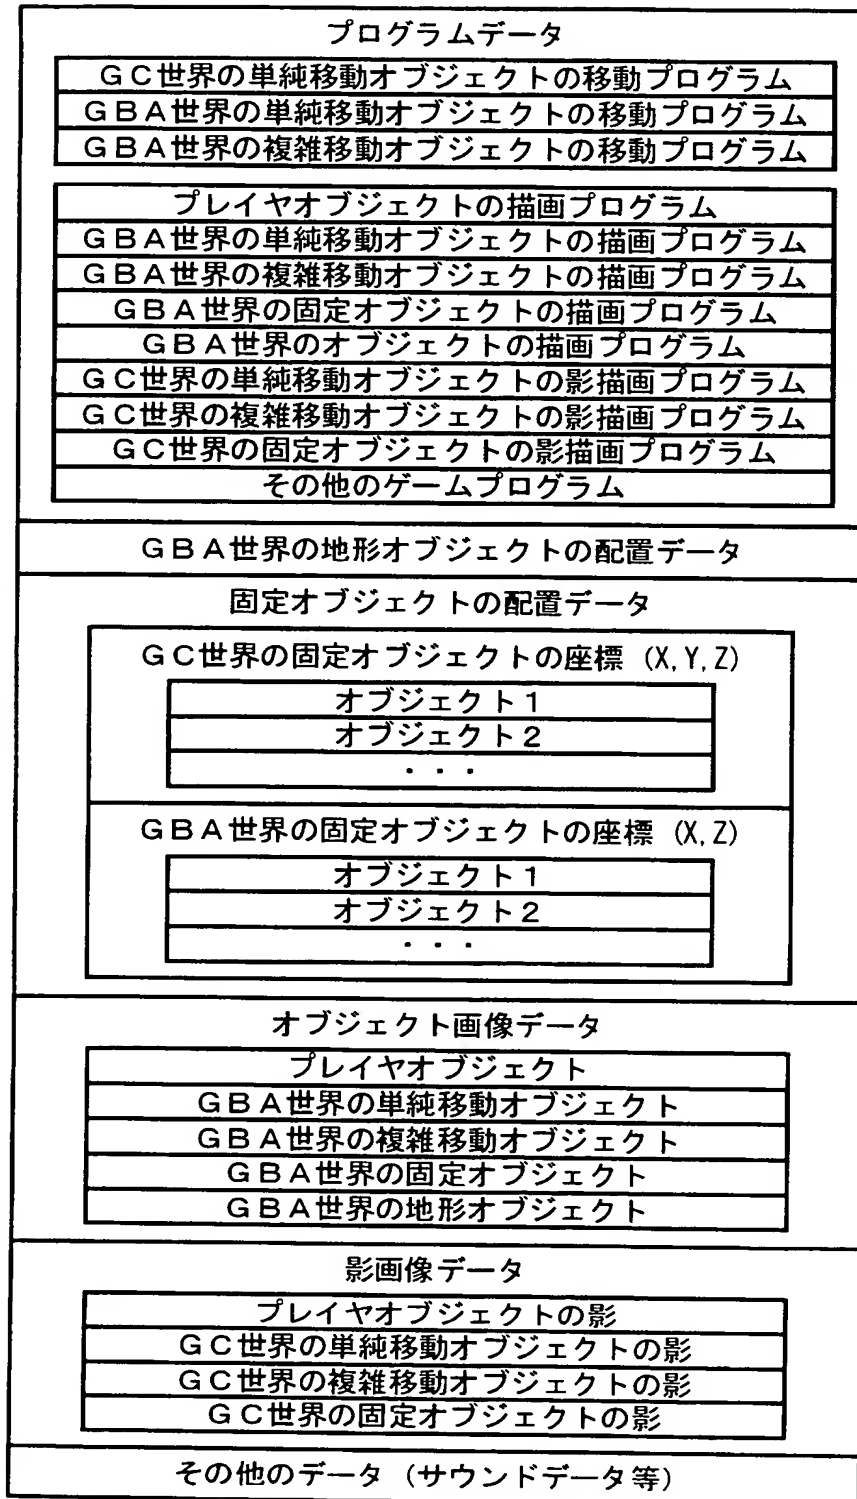 プログラムデータ
GC世界の単純移動オブジェクトの移動プログラム
GBA世界の単純移動オブジェクトの移動プログラム
GBA世界の複雑移動オブジェクトの移動プログラム
プレイヤオブジェクトの描画プログラム
GBA世界の単純移動オブジェクトの描画プログラム
GBA世界の複雑移動オブジェクトの描画プログラム
GBA世界の固定オブジェクトの描画プログラム
GBA世界のオブジェクトの描画プログラム
GC世界の単純移動オブジェクトの影描画プログラム
GC世界の複雑移動オブジェクトの影描画プログラム
GC世界の固定オブジェクトの影描画プログラム
その他のゲームプログラム
GBA世界の地形オブジェクトの配置データ
固定オブジェクトの配置データ
GC世界の固定オブジェクトの座標 (X, Y, Z)
オブジェクト1
オブジェクト2
・・・
GBA世界の固定オブジェクトの座標 (X, Z)
オブジェクト1
オブジェクト2
・・・
オブジェクト画像データ
プレイヤオブジェクト
GBA世界の単純移動オブジェクト
GBA世界の複雑移動オブジェクト
GBA世界の固定オブジェクト
GBA世界の地形オブジェクト
影画像データ
プレイヤオブジェクトの影
GC世界の単純移動オブジェクトの影
GC世界の複雑移動オブジェクトの影
GC世界の固定オブジェクトの影
その他のデータ (サウンドデータ等)